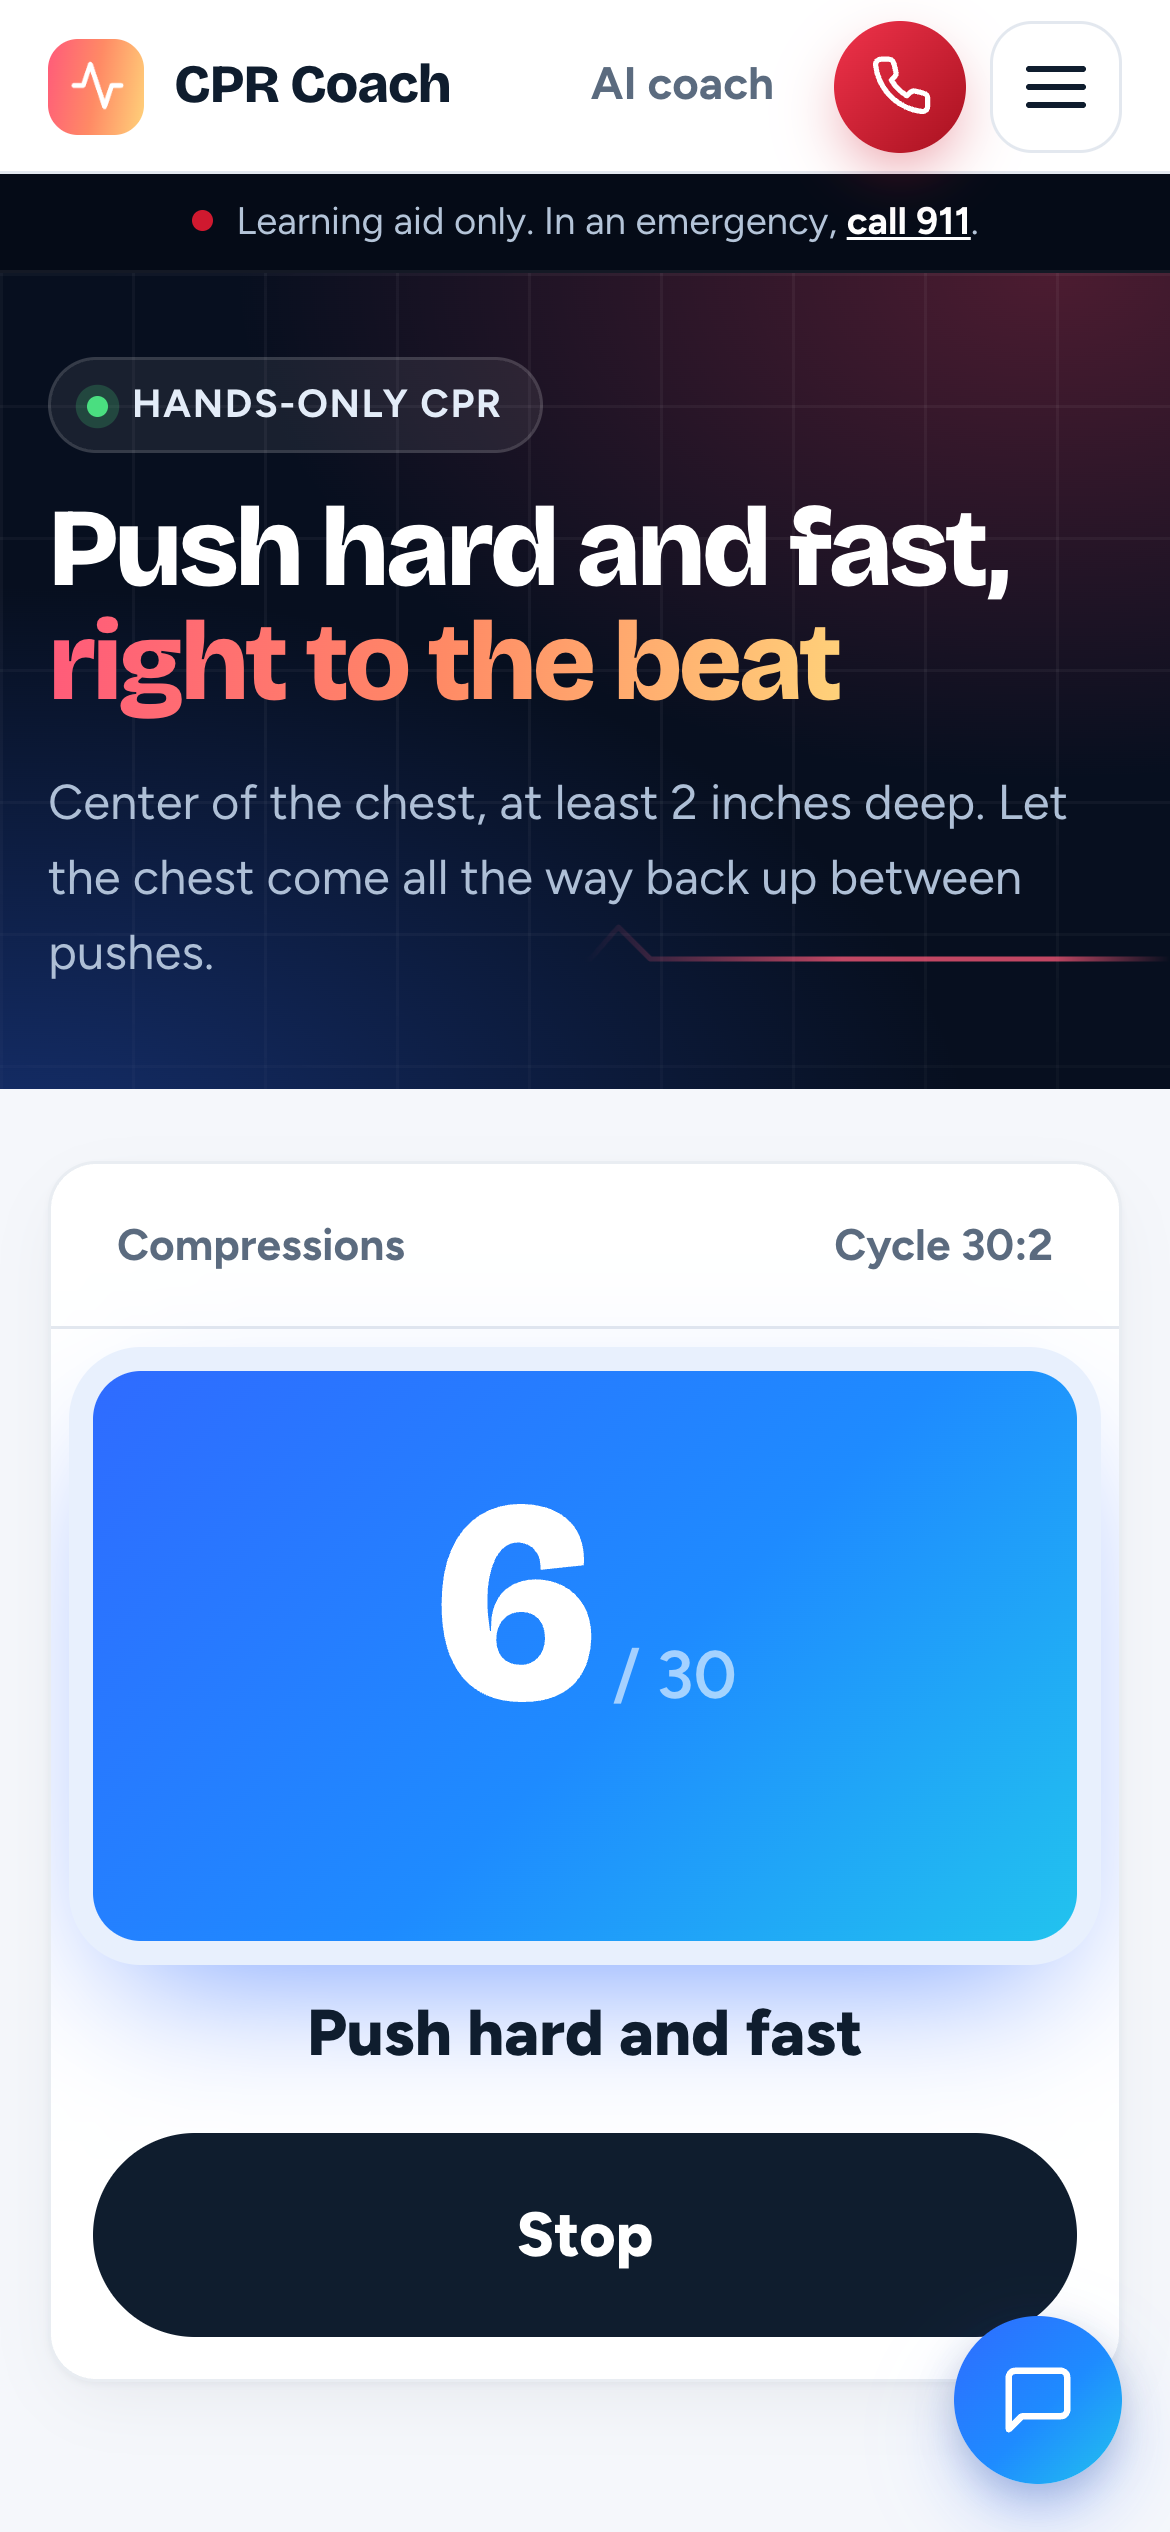 CPR Coach
AI coach
Learning aid only. In an emergency, call 911.
HANDS-ONLY CPR
Push hard and fast,
right to the beat
Center of the chest, at least 2 inches deep. Let
the chest come all the way back up between
pushes.
Compressions
Cycle 30:2
6 / 30
Push hard and fast
Stop